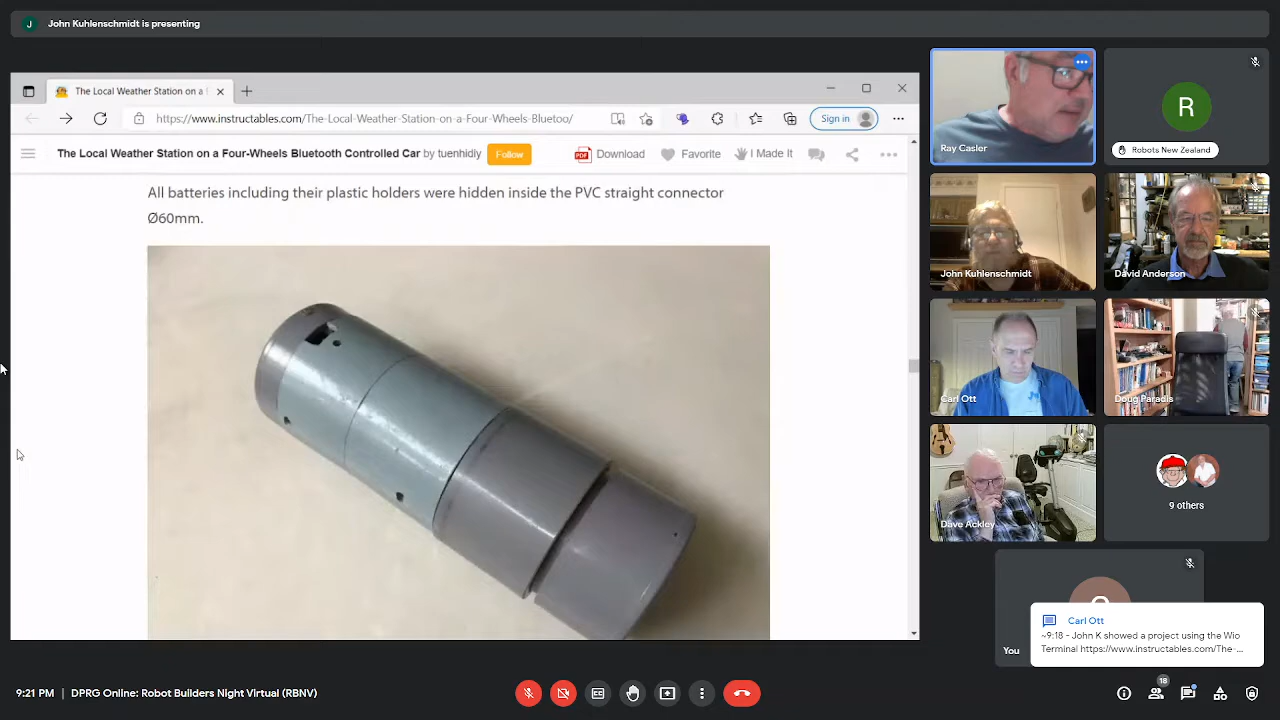 J John Kuhlenschmidt is presenting
The Local Weather Station on a
https://www.instructables.com/The-Local-Weather-Station-on-a-Four-Wheels-Bluetoo/
Sign in
The Local Weather Station on a Four-Wheels Bluetooth Controlled Car by tuenhidly Follow
PDF Download Favorite I Made It
All batteries including their plastic holders were hidden inside the PVC straight connector
Ø60mm.
Ray Casler
R
Robots New Zealand
John Kuhlenschmidt
David Anderson
Carl Ott
Doug Paradis
Dave Ackley
9 others
You
Carl Ott
~9:18 - John K showed a project using the Wio
Terminal https://www.instructables.com/The-...
9:21 PM | DPRG Online: Robot Builders Night Virtual (RBNV)
18